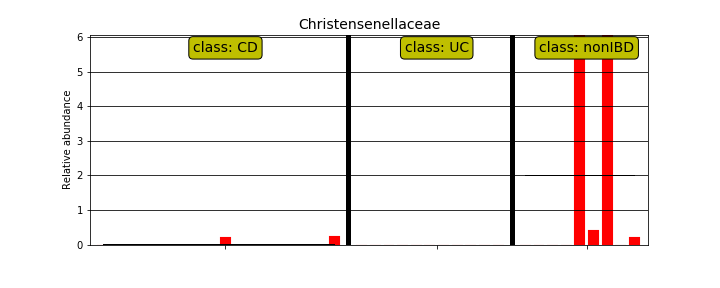 Christensenellaceae
class: CD
class: UC
class: nonIBD
Relative abundance
6
5
4
3
2
1
0